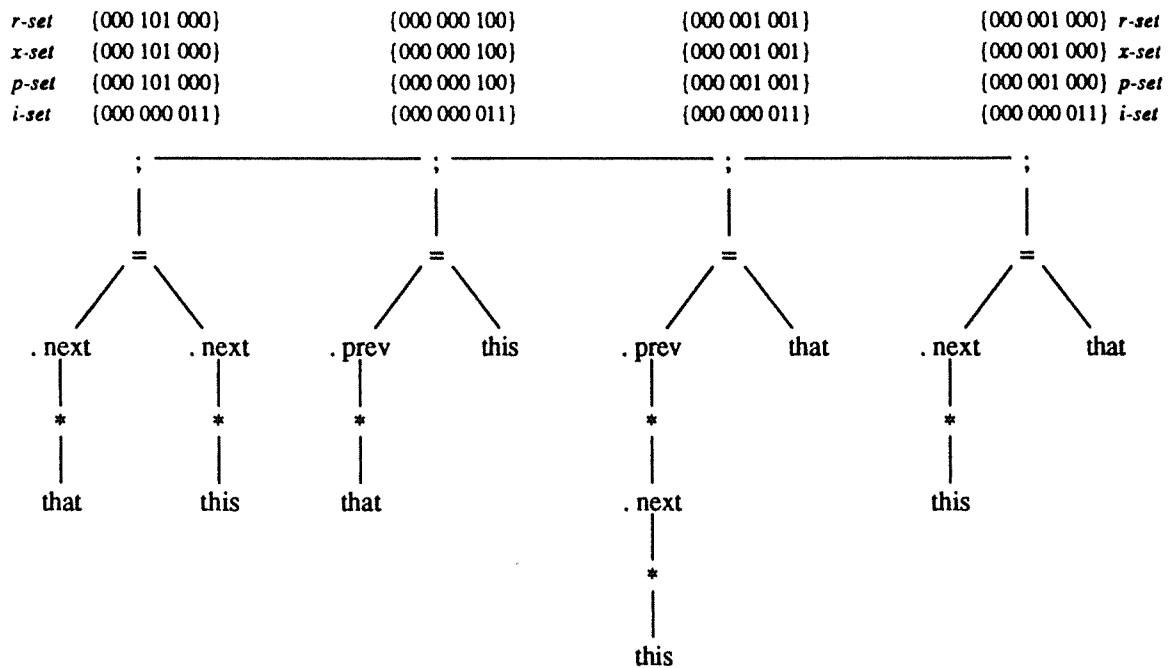 r-set {000 101 000} {000 000 100} {000 001 001} {000 001 000} r-set
x-set {000 101 000} {000 000 100} {000 001 001} {000 001 000} x-set
p-set {000 101 000} {000 000 100} {000 001 001} {000 001 000} p-set
i-set {000 000 011} {000 000 011} {000 000 011} {000 000 011} i-set
; ; ; ;
= = = =
. next . next . prev this . prev that . next that
* * * * *
that this that . next this
*
this